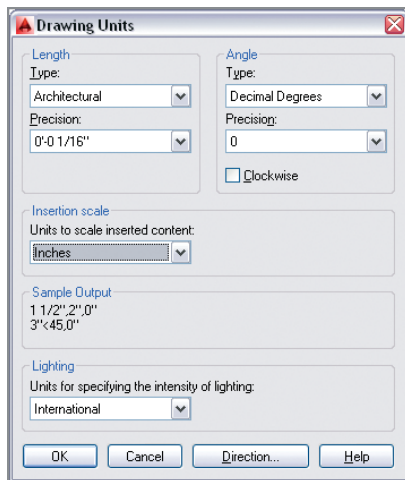 Drawing Units
Length
Type:
Architectural
Precision:
0'-0 1/16"
Angle
Type:
Decimal Degrees
Precision:
0
Clockwise
Insertion scale
Units to scale inserted content:
Inches
Sample Output
1 1/2",2",0"
3"<45,0"
Lighting
Units for specifying the intensity of lighting:
International
OK
Cancel
Direction...
Help